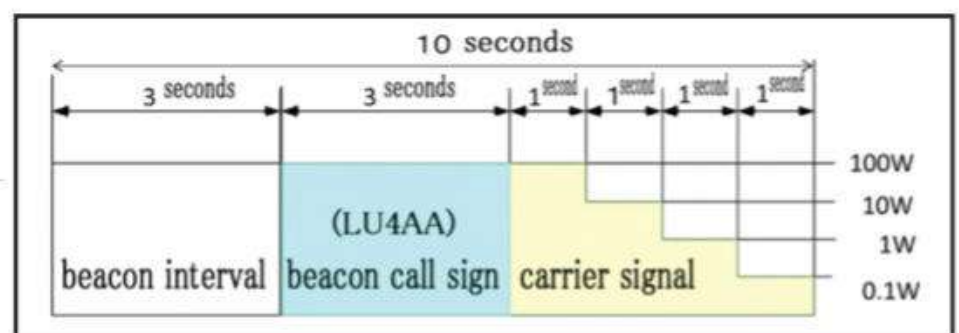 10 seconds
3 seconds 3 seconds 1 second 1 second 1 second 1 second
100W
10W
(LU4AA)
1W
beacon interval beacon call sign carrier signal
0.1W